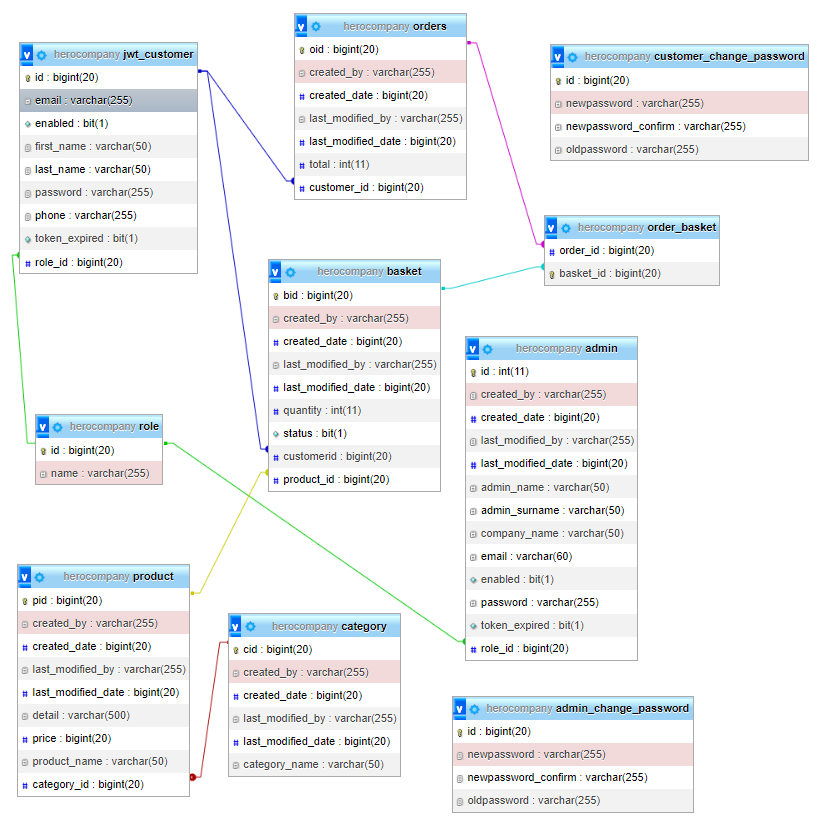 herocompany jwt_customer
id : bigint(20)
email : varchar(255)
enabled : bit(1)
first_name : varchar(50)
last_name : varchar(50)
password : varchar(255)
phone : varchar(255)
token_expired : bit(1)
role_id : bigint(20)
herocompany orders
oid : bigint(20)
created_by : varchar(255)
created_date : bigint(20)
last_modified_by : varchar(255)
last_modified_date : bigint(20)
total : int(11)
customer_id : bigint(20)
herocompany customer_change_password
id : bigint(20)
newpassword : varchar(255)
newpassword_confirm : varchar(255)
oldpassword : varchar(255)
herocompany order_basket
order_id : bigint(20)
basket_id : bigint(20)
herocompany basket
bid : bigint(20)
created_by : varchar(255)
created_date : bigint(20)
last_modified_by : varchar(255)
last_modified_date : bigint(20)
quantity : int(11)
status : bit(1)
customerid : bigint(20)
product_id : bigint(20)
herocompany admin
id : int(11)
created_by : varchar(255)
created_date : bigint(20)
last_modified_by : varchar(255)
last_modified_date : bigint(20)
admin_name : varchar(50)
admin_surname : varchar(50)
company_name : varchar(50)
email : varchar(60)
enabled : bit(1)
password : varchar(255)
token_expired : bit(1)
role_id : bigint(20)
herocompany role
id : bigint(20)
name : varchar(255)
herocompany product
pid : bigint(20)
created_by : varchar(255)
created_date : bigint(20)
last_modified_by : varchar(255)
last_modified_date : bigint(20)
detail : varchar(500)
price : bigint(20)
product_name : varchar(50)
category_id : bigint(20)
herocompany category
cid : bigint(20)
created_by : varchar(255)
created_date : bigint(20)
last_modified_by : varchar(255)
last_modified_date : bigint(20)
category_name : varchar(50)
herocompany admin_change_password
id : bigint(20)
newpassword : varchar(255)
newpassword_confirm : varchar(255)
oldpassword : varchar(255)